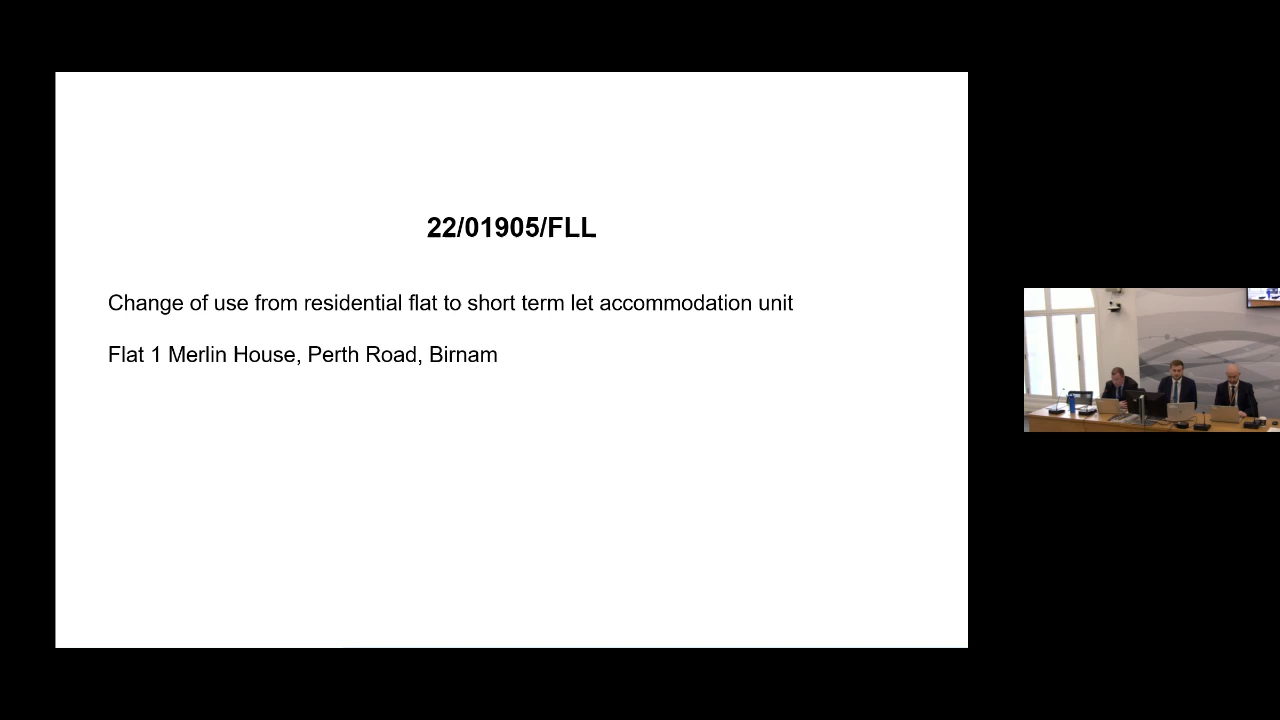 22/01905/FLL
Change of use from residential flat to short term let accommodation unit
Flat 1 Merlin House, Perth Road, Birnam